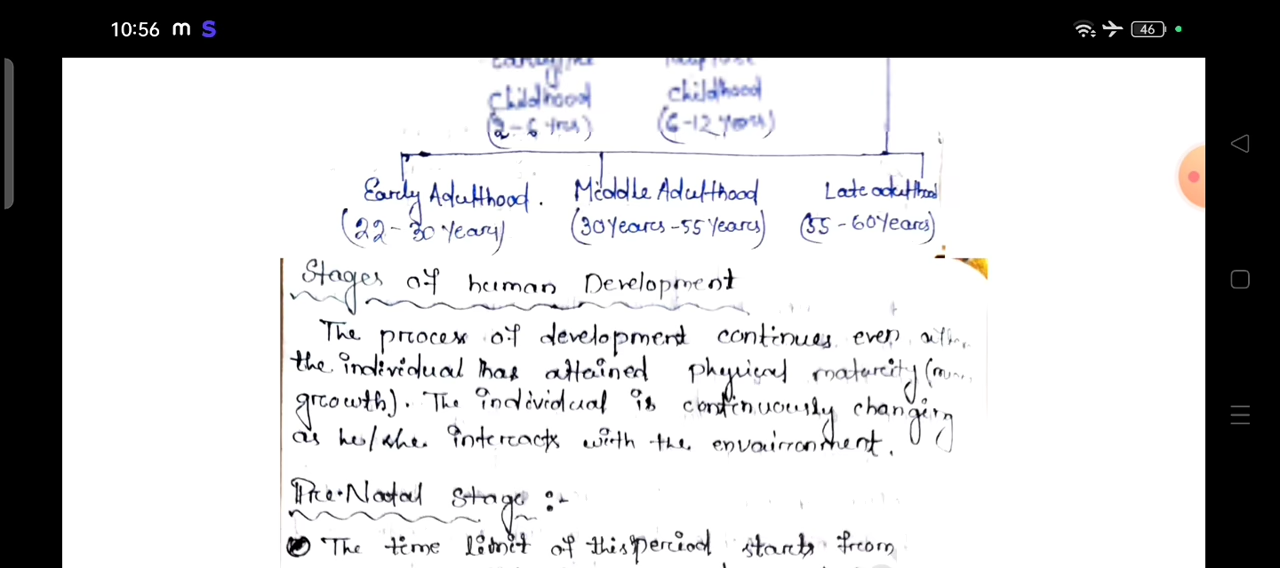 10:56 m S 46
childhood childhood
(2-6 yrs) (6-12 years)
Early Adulthood. Middle Adulthood Late adulthood
(22-30 years) (30 years - 55 years) (55-60 years)
Stages of human Development
The process of development continues even
the individual has attained physical maturity
growth). The individual is continuously changing
as he/she interacts with the envairronment.
Pre-Natal Stage :-
The time limit of this period starts from